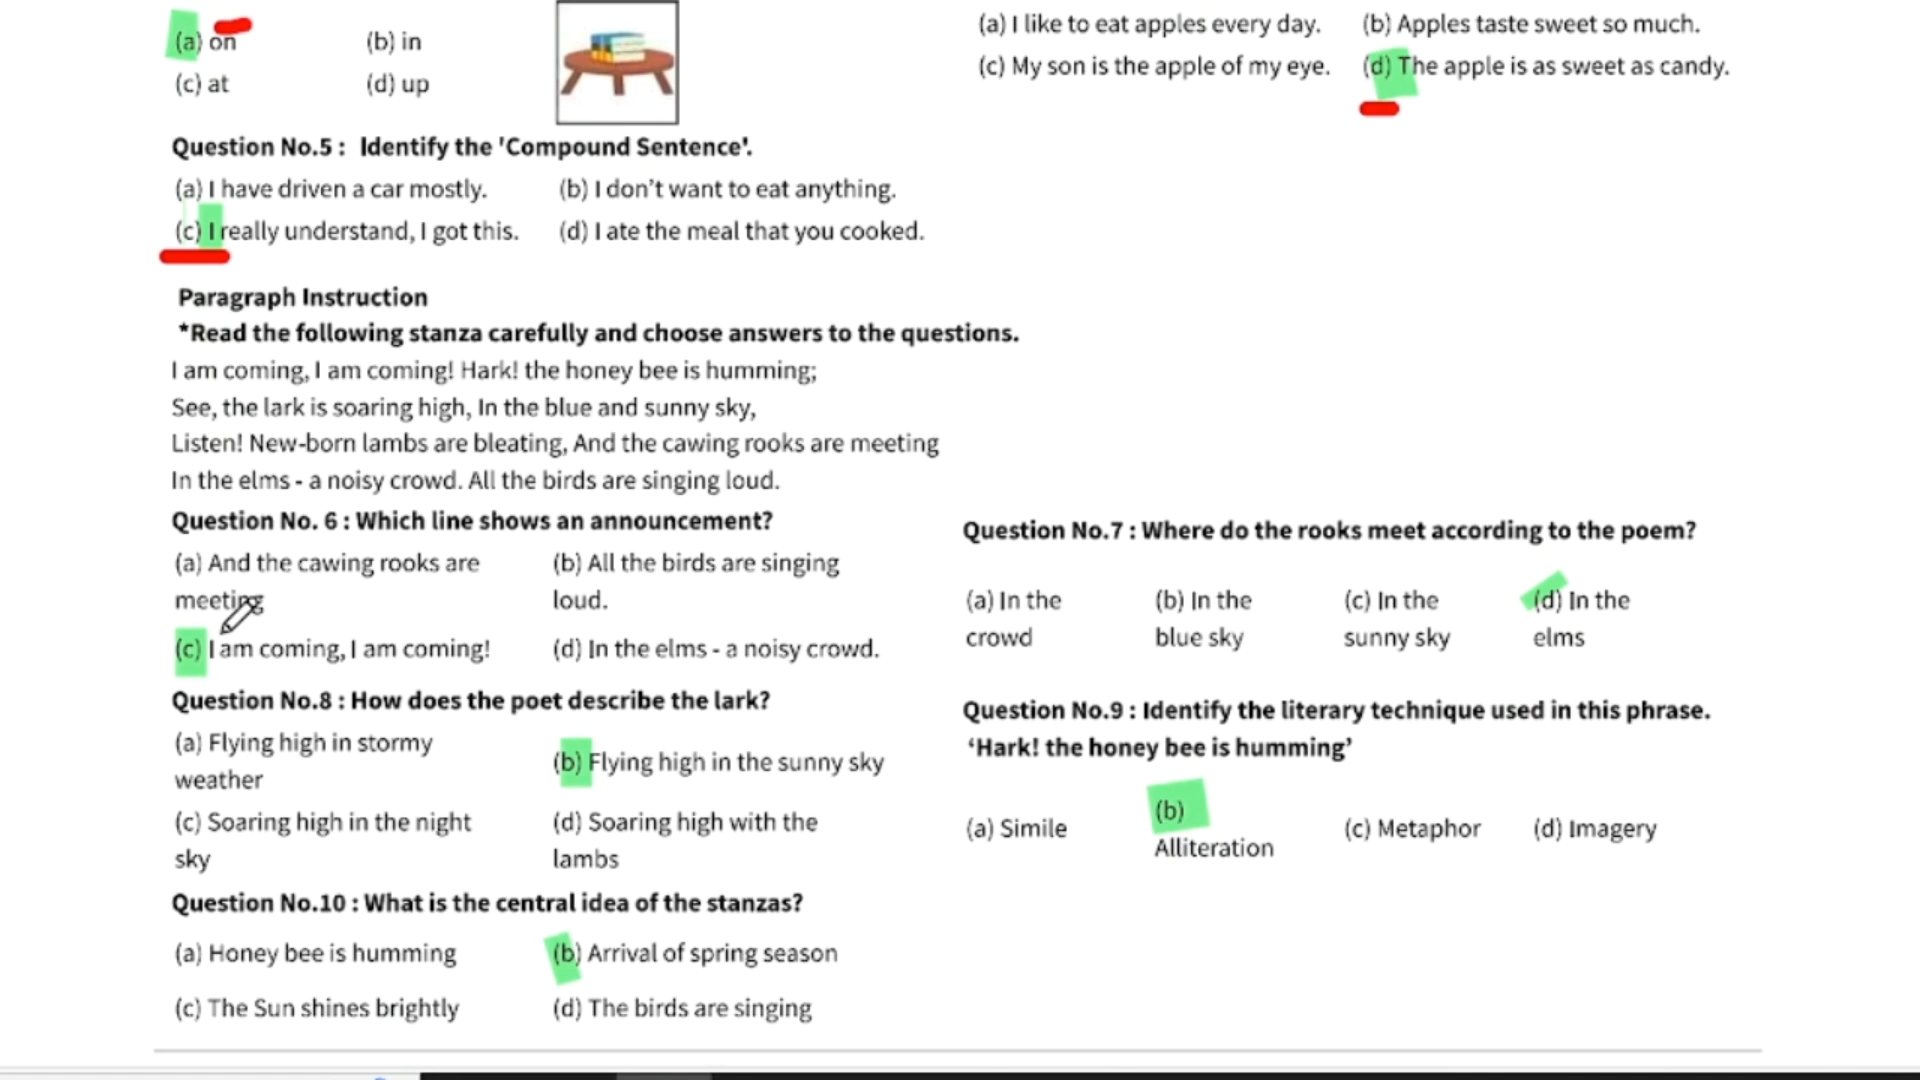 (a) on (b) in
(c) at (d) up
(a) I like to eat apples every day. (b) Apples taste sweet so much.
(c) My son is the apple of my eye. (d) The apple is as sweet as candy.
Question No.5 : Identify the 'Compound Sentence'.
(a) I have driven a car mostly. (b) I don't want to eat anything.
(c) I really understand, I got this. (d) I ate the meal that you cooked.
Paragraph Instruction
*Read the following stanza carefully and choose answers to the questions.
I am coming, I am coming! Hark! the honey bee is humming;
See, the lark is soaring high, In the blue and sunny sky,
Listen! New-born lambs are bleating, And the cawing rooks are meeting
In the elms - a noisy crowd. All the birds are singing loud.
Question No. 6 : Which line shows an announcement?
(a) And the cawing rooks are (b) All the birds are singing
meeting loud.
(c) I am coming, I am coming! (d) In the elms - a noisy crowd.
Question No.7 : Where do the rooks meet according to the poem?
(a) In the (b) In the (c) In the (d) In the
crowd blue sky sunny sky elms
Question No.8 : How does the poet describe the lark?
(a) Flying high in stormy
weather
(b) Flying high in the sunny sky
(c) Soaring high in the night (d) Soaring high with the
sky lambs
Question No.9 : Identify the literary technique used in this phrase.
‘Hark! the honey bee is humming’
(a) Simile (b) (c) Metaphor (d) Imagery
Alliteration
Question No.10 : What is the central idea of the stanzas?
(a) Honey bee is humming (b) Arrival of spring season
(c) The Sun shines brightly (d) The birds are singing